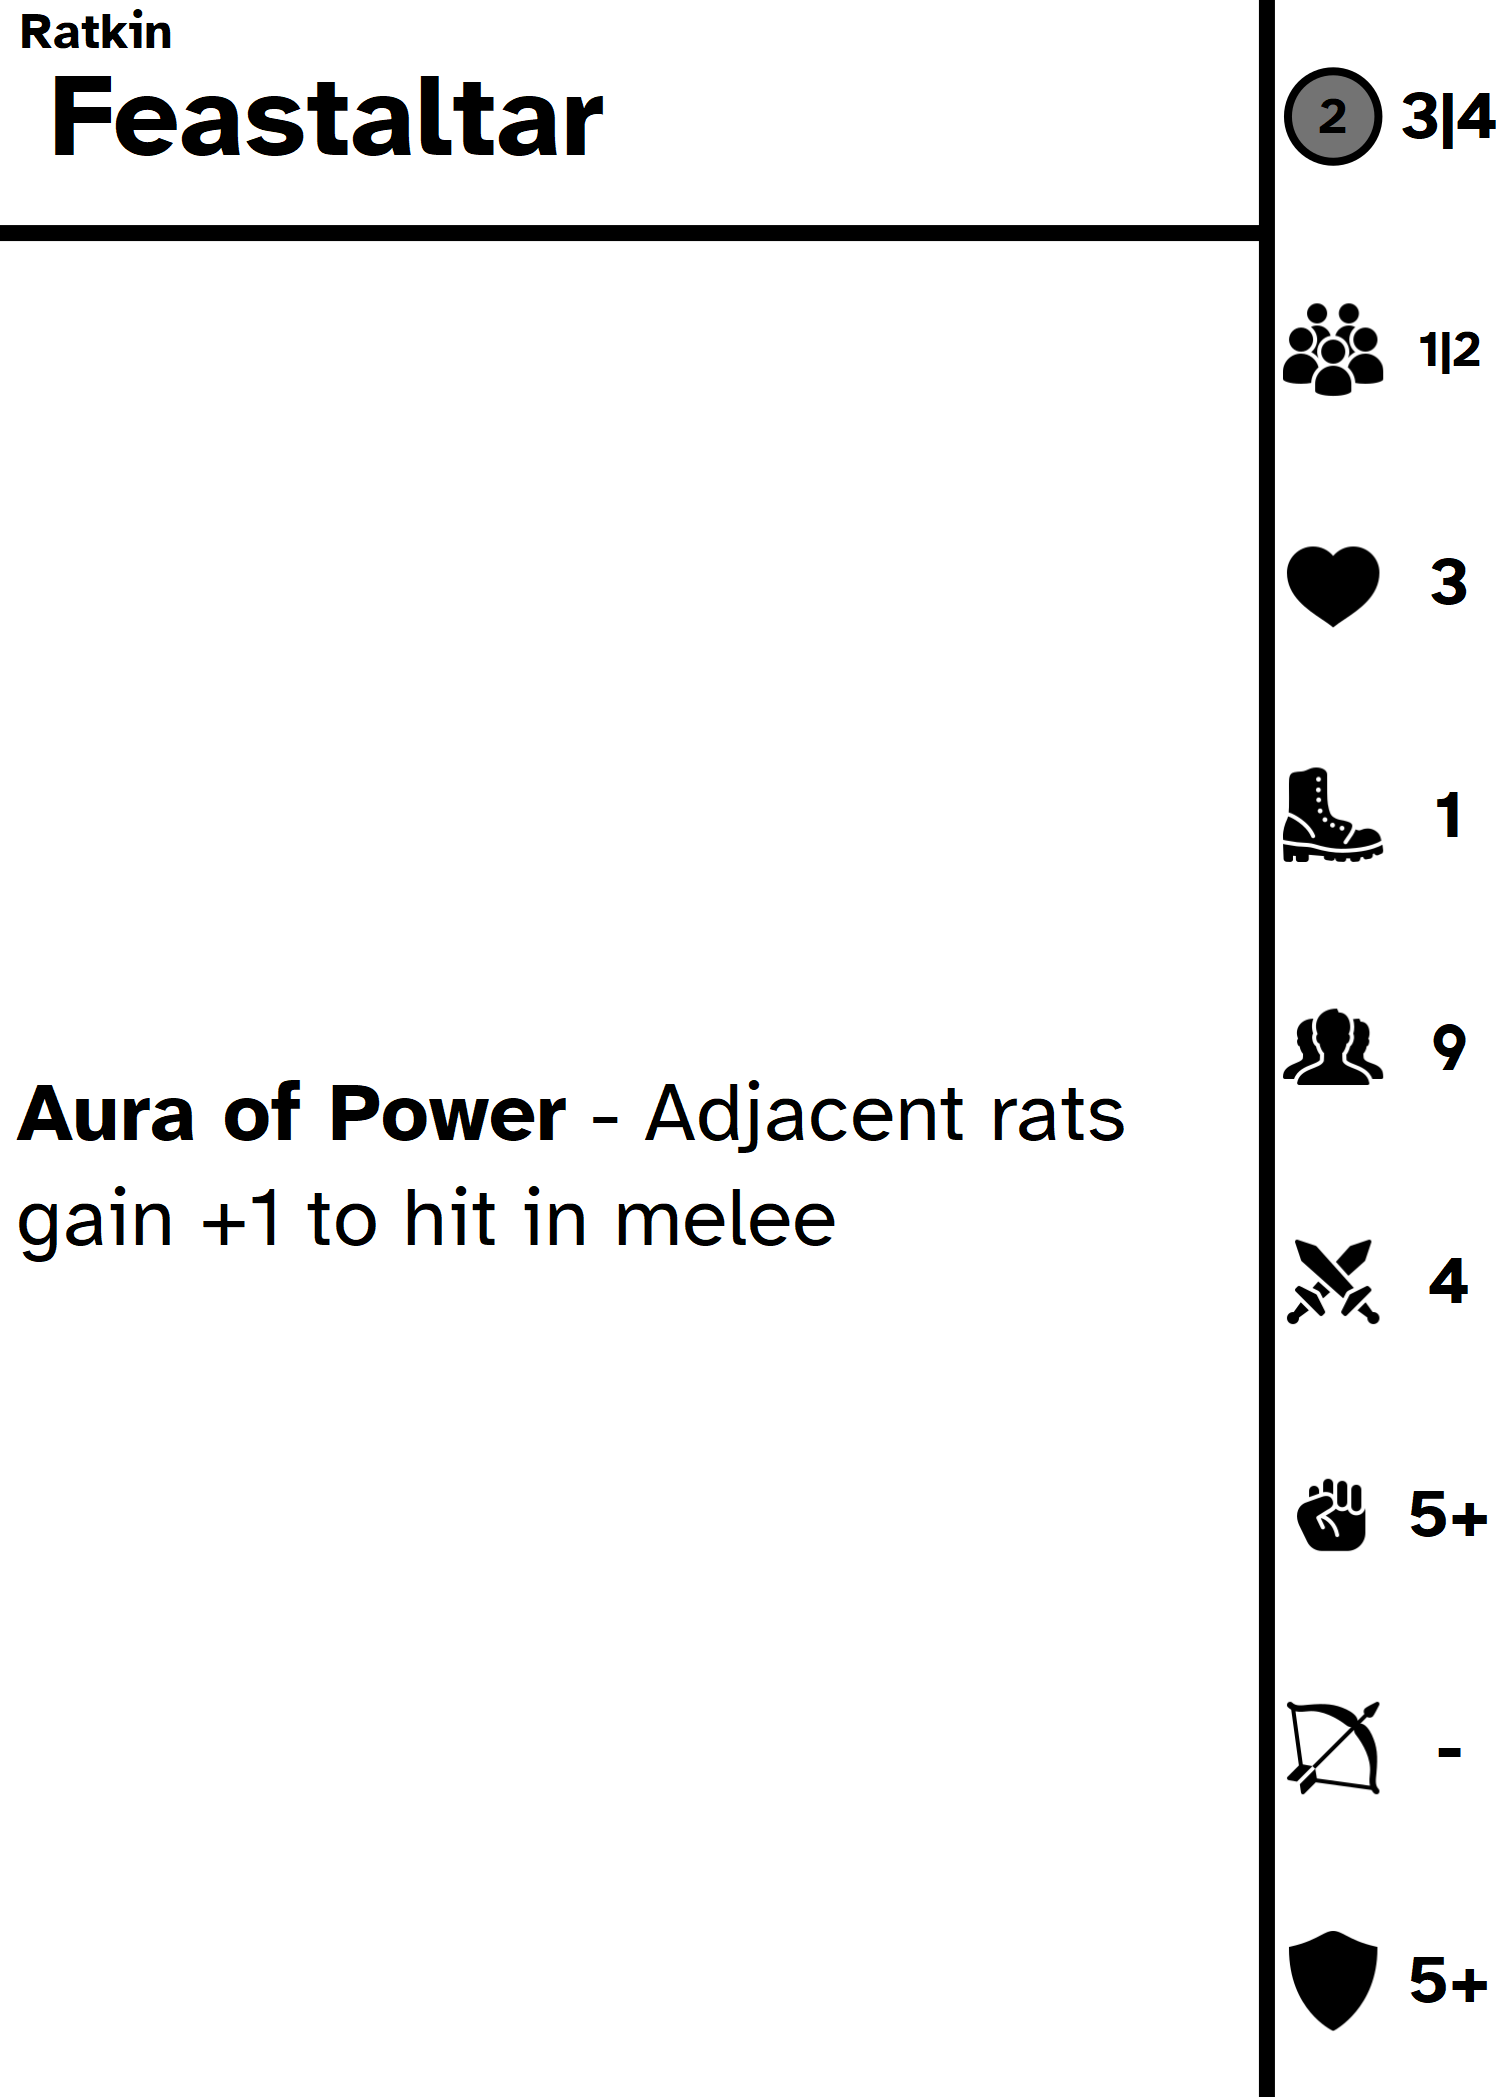 Ratkin
Feastaltar
2 3|4
1|2
3
1
9
Aura of Power - Adjacent rats
gain +1 to hit in melee
4
5+
-
5+